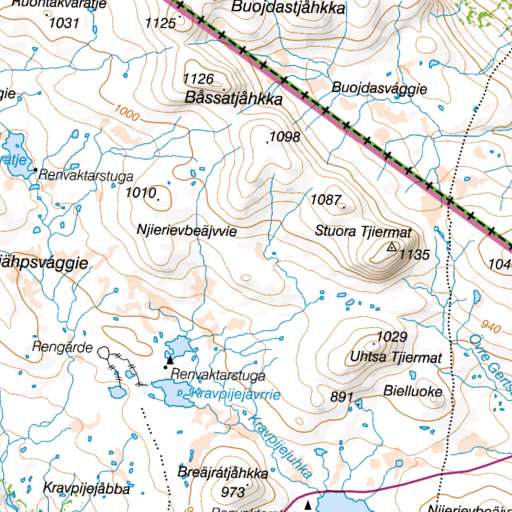 Ruohtakvárátje
1031
1125
Buojdastjåhkka
1126
Båssatjåhkka
Buojdasvággie
gie
1000
1098
Renvaktarstuga
1010
1087
Njierievbeäjvvie
Stuora Tjiermat
1135
104
940
1029
Rengärde
Uhtsa Tjiermat
Renvaktarstuga
Kravpijejávrrie
891
Bielluoke
Kravpijejuhka
Breäjrátjåhkka
973
Kravpijejåbba